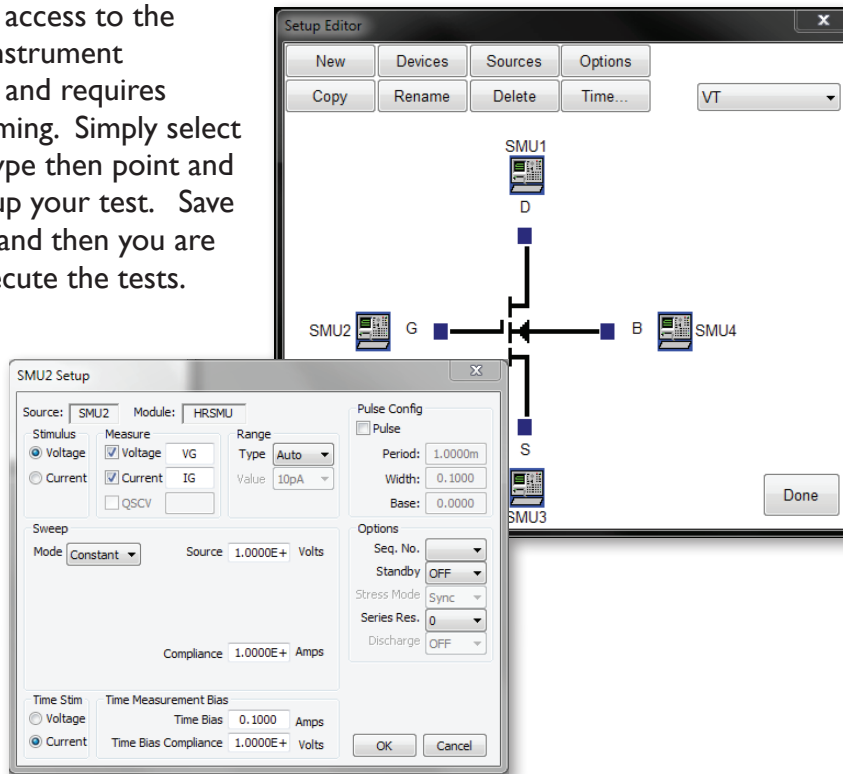 access to the
nstrument
and requires
ming. Simply select
ype then point and
up your test. Save
and then you are
ecute the tests.
Setup Editor
x
New Devices Sources Options
Copy Rename Delete Time... VT
SMU1
D
SMU2 G B SMU4
S
SMU3
Done
SMU2 Setup
x
Source: SMU2 Module: HRSMU
Stimulus Measure Range
Voltage Voltage VG Type Auto
Current Current IG Value 10pA
QSCV
Pulse Config
Pulse
Period: 1.0000m
Width: 0.1000
Base: 0.0000
Sweep
Mode Constant Source 1.0000E+ Volts
Compliance 1.0000E+ Amps
Options
Seq. No.
Standby OFF
Stress Mode Sync
Series Res. 0
Discharge OFF
Time Stim Time Measurement Bias
Voltage Time Bias 0.1000 Amps
Current Time Bias Compliance 1.0000E+ Volts
OK Cancel